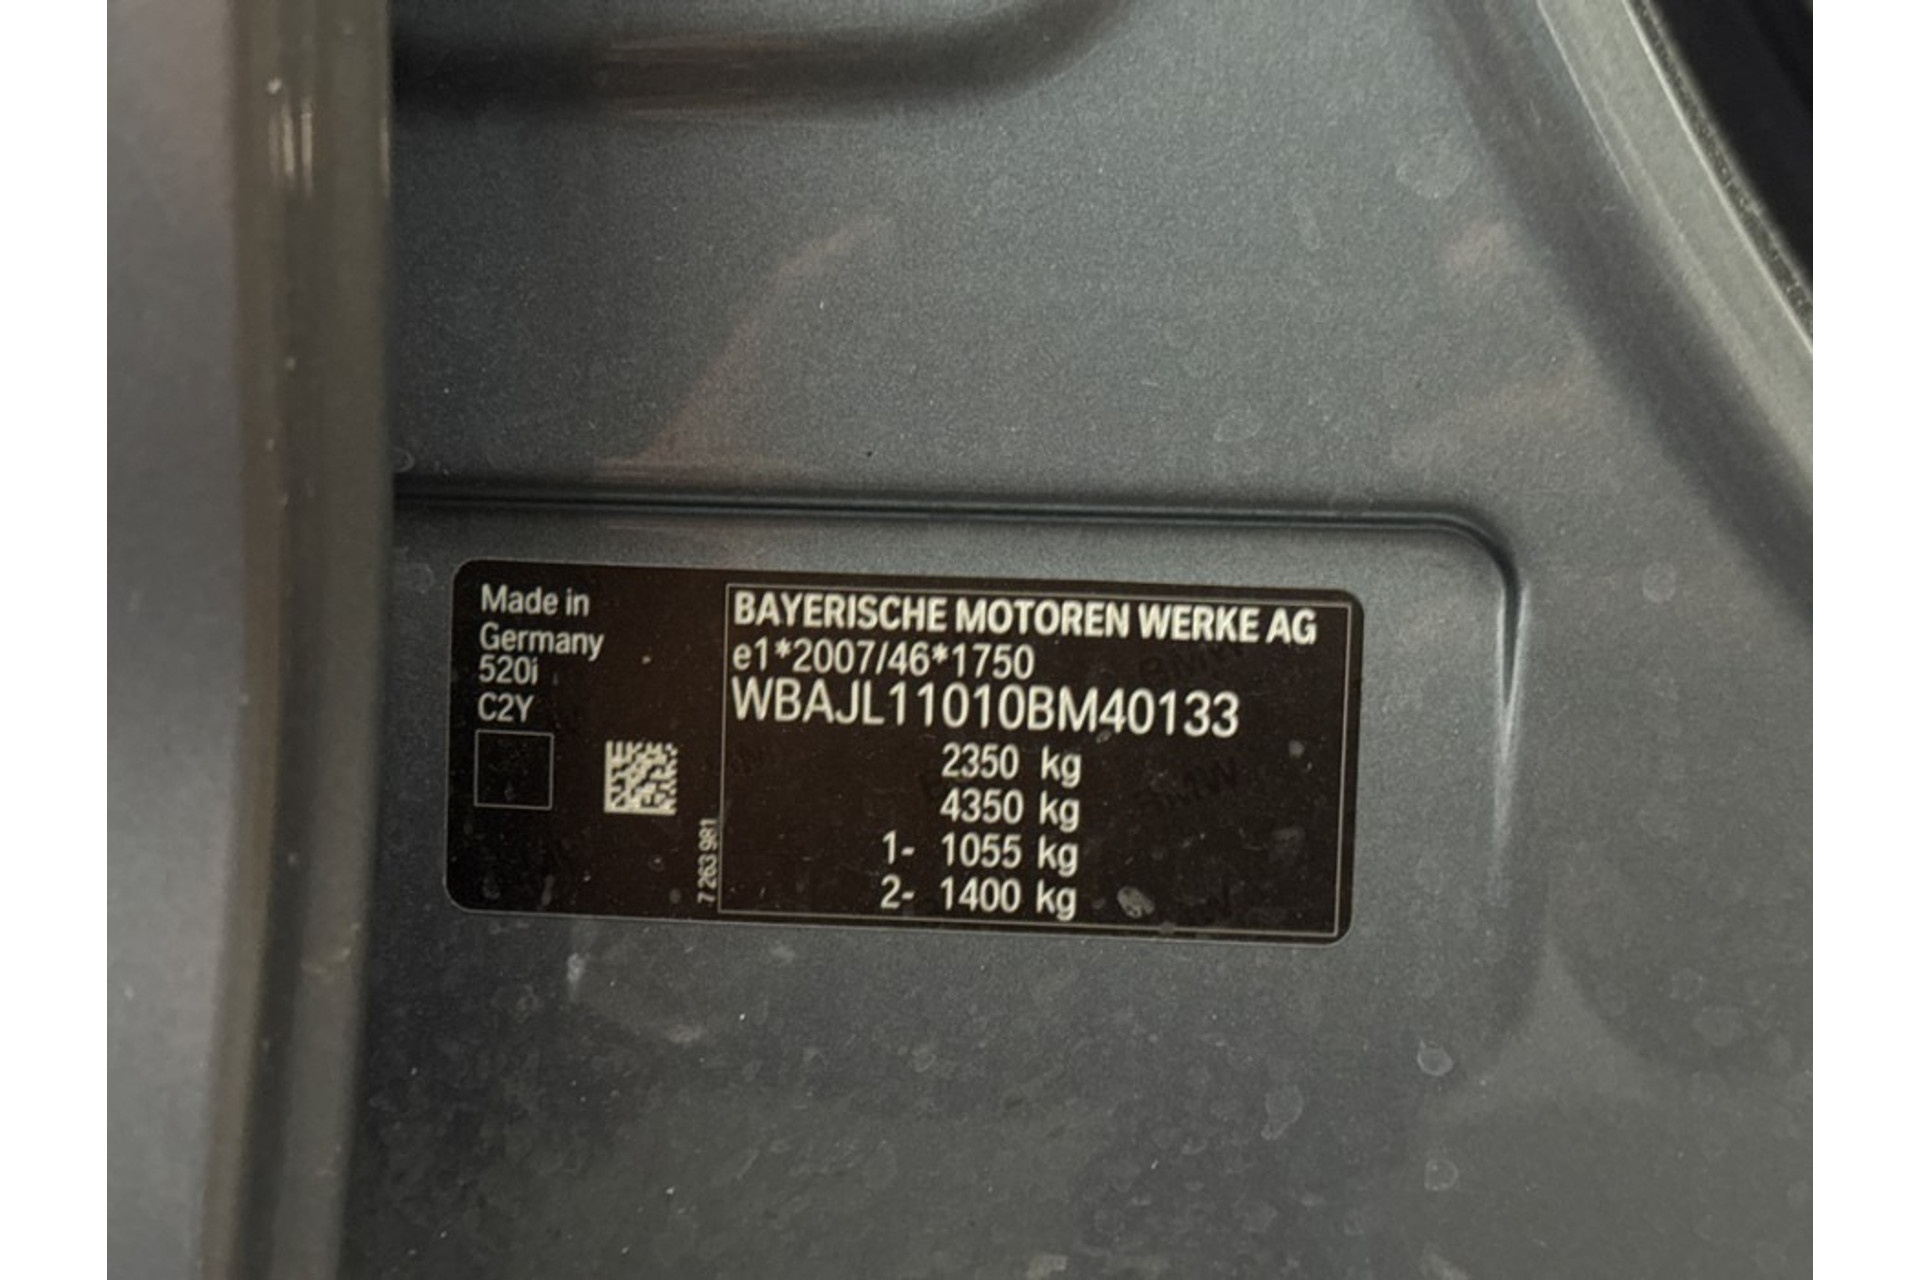 Made in
Germany
520i
C2Y
7 263 981
BAYERISCHE MOTOREN WERKE AG
e1*2007/46*1750
WBAJL11010BM40133
2350 kg
4350 kg
1- 1055 kg
2- 1400 kg